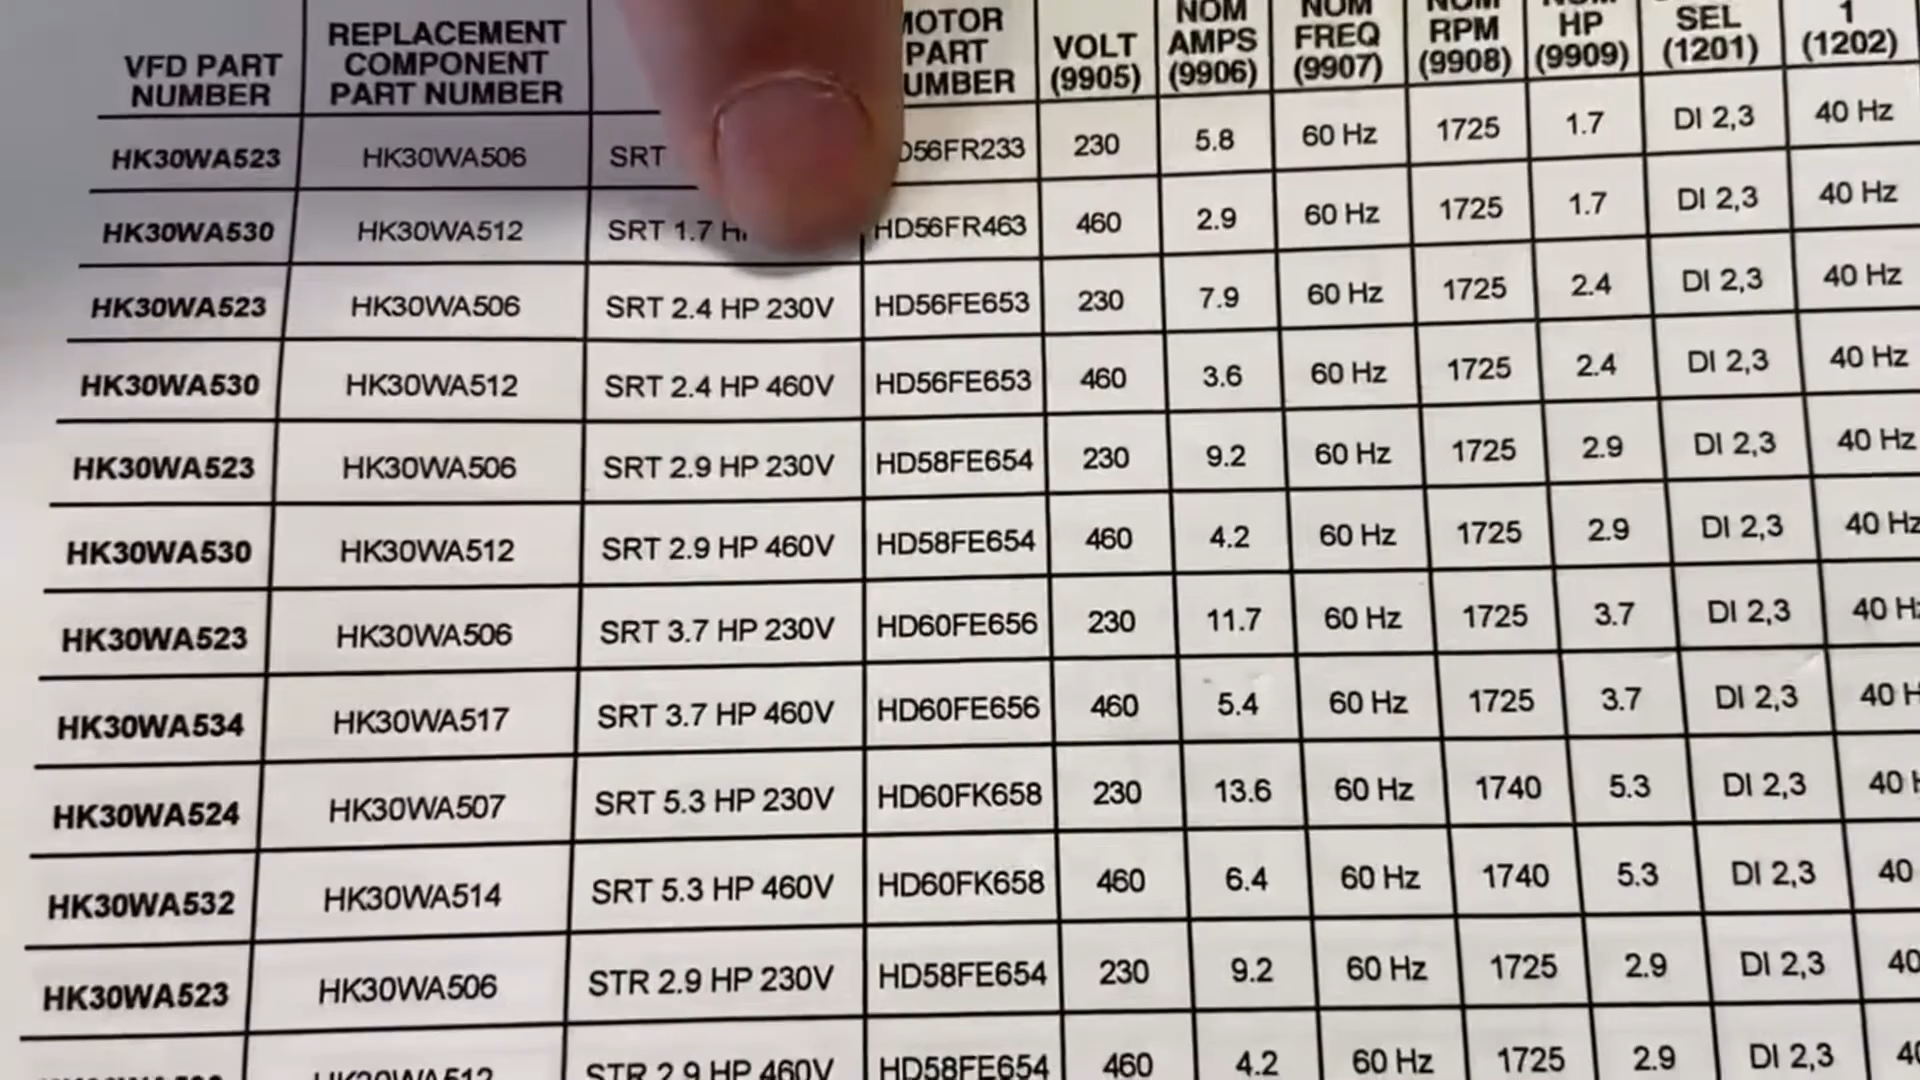 VFD PART NUMBER REPLACEMENT COMPONENT PART NUMBER MOTOR PART NUMBER VOLT (9905) NOM AMPS (9906) NOM FREQ (9907) NOM RPM (9908) NOM HP (9909) SEL (1201) 1 (1202)
HK30WA523 HK30WA506 SRT D56FR233 230 5.8 60 Hz 1725 1.7 DI 2,3 40 Hz
HK30WA530 HK30WA512 SRT 1.7 HD56FR463 460 2.9 60 Hz 1725 1.7 DI 2,3 40 Hz
HK30WA523 HK30WA506 SRT 2.4 HP 230V HD56FE653 230 7.9 60 Hz 1725 2.4 DI 2,3 40 Hz
HK30WA530 HK30WA512 SRT 2.4 HP 460V HD56FE653 460 3.6 60 Hz 1725 2.4 DI 2,3 40 Hz
HK30WA523 HK30WA506 SRT 2.9 HP 230V HD58FE654 230 9.2 60 Hz 1725 2.9 DI 2,3 40 Hz
HK30WA530 HK30WA512 SRT 2.9 HP 460V HD58FE654 460 4.2 60 Hz 1725 2.9 DI 2,3 40 Hz
HK30WA523 HK30WA506 SRT 3.7 HP 230V HD60FE656 230 11.7 60 Hz 1725 3.7 DI 2,3 40 Hz
HK30WA534 HK30WA517 SRT 3.7 HP 460V HD60FE656 460 5.4 60 Hz 1725 3.7 DI 2,3 40 H
HK30WA524 HK30WA507 SRT 5.3 HP 230V HD60FK658 230 13.6 60 Hz 1740 5.3 DI 2,3 40
HK30WA532 HK30WA514 SRT 5.3 HP 460V HD60FK658 460 6.4 60 Hz 1740 5.3 DI 2,3 40
HK30WA523 HK30WA506 STR 2.9 HP 230V HD58FE654 230 9.2 60 Hz 1725 2.9 DI 2,3 40
HK30WA512 STR 2.9 HP 460V HD58FE654 460 4.2 60 Hz 1725 2.9 DI 2,3